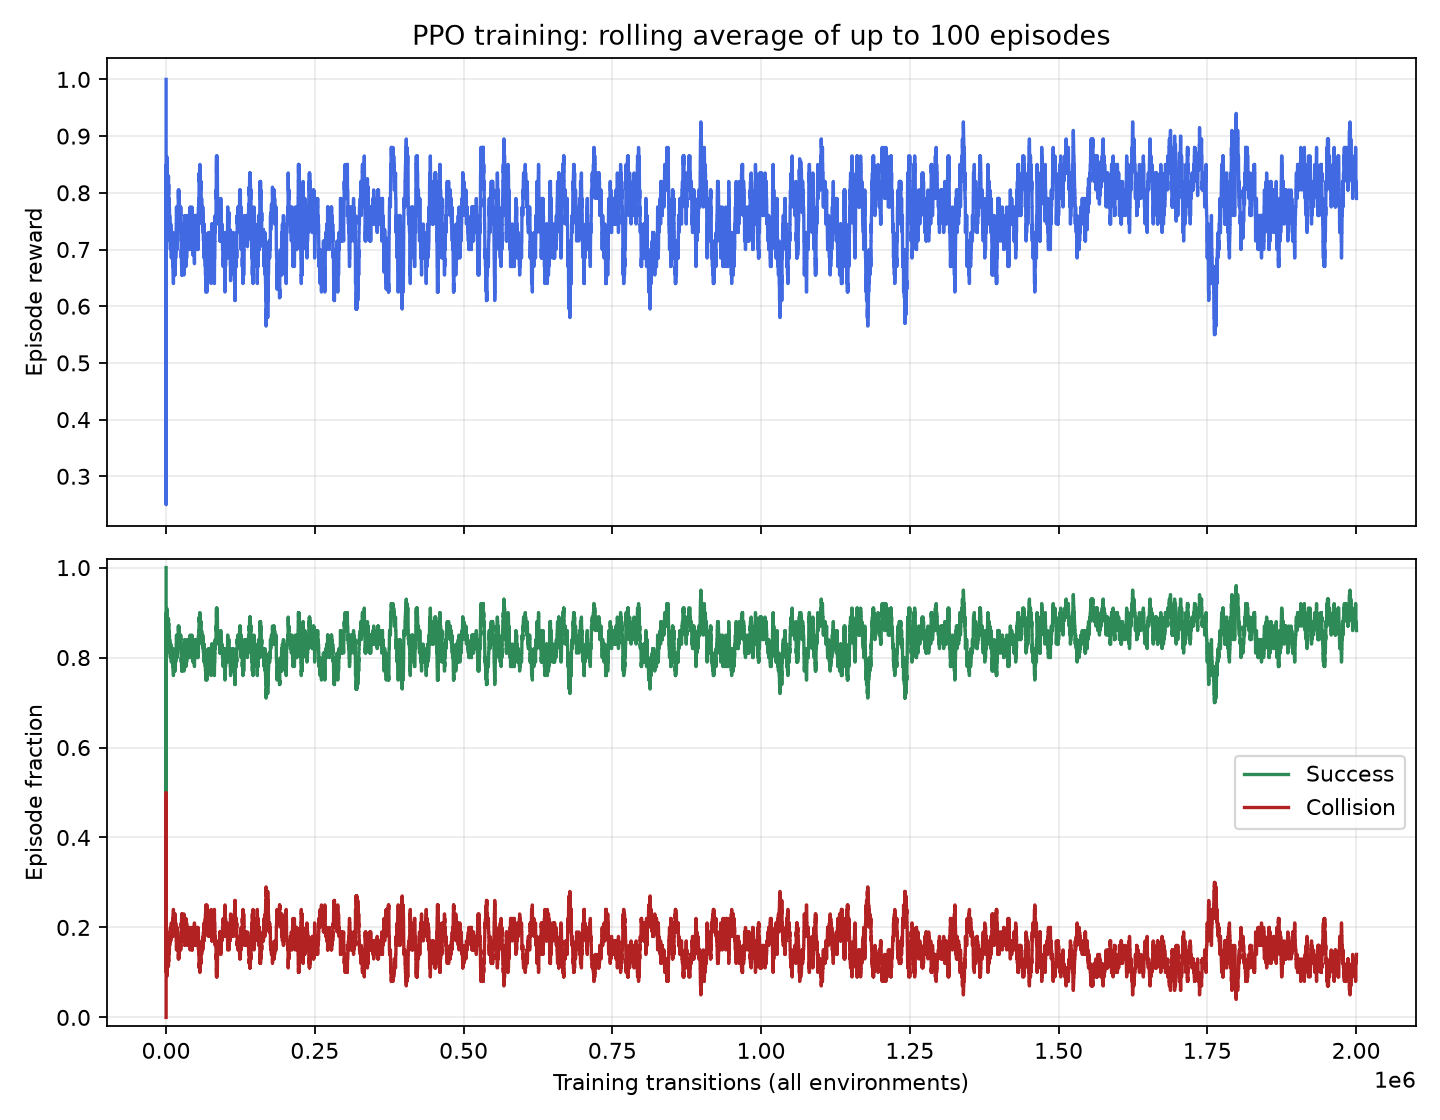 PPO training: rolling average of up to 100 episodes
1.0
0.9
0.8
0.7
0.6
0.5
0.4
0.3
Episode reward
1.0
0.8
0.6
0.4
0.2
0.0
Episode fraction
Success
Collision
0.00 0.25 0.50 0.75 1.00 1.25 1.50 1.75 2.00
1e6
Training transitions (all environments)